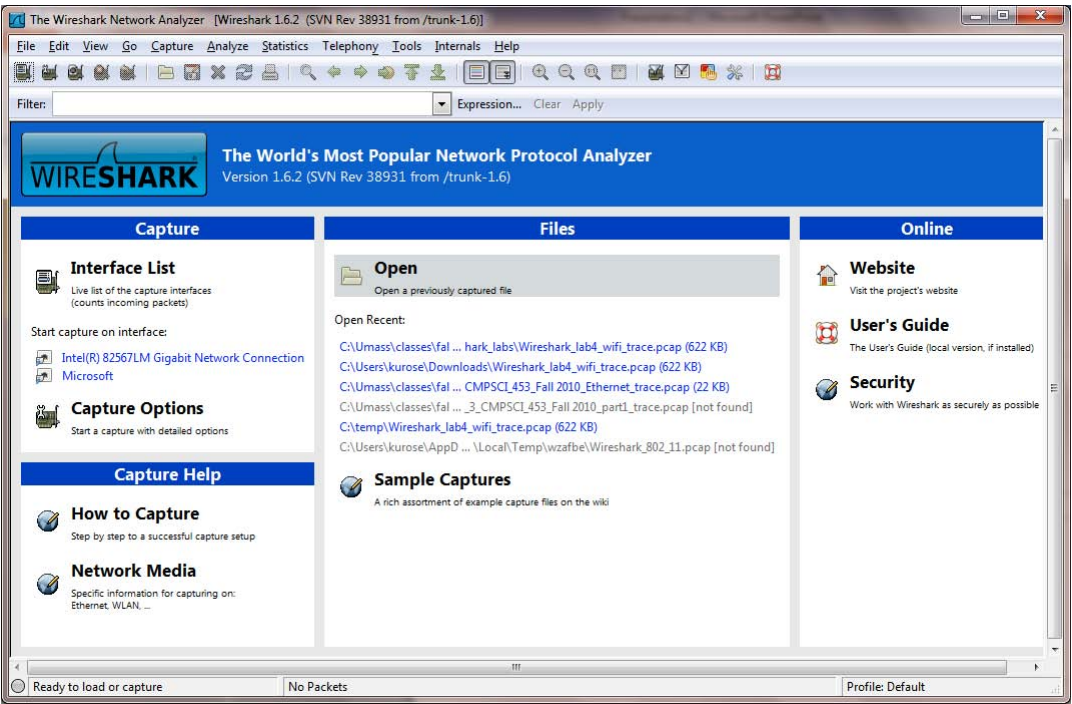 The Wireshark Network Analyzer [Wireshark 1.6.2 (SVN Rev 38931 from /trunk-1.6)]
File Edit View Go Capture Analyze Statistics Telephony Tools Internals Help
Filter: Expression... Clear Apply
WIRESHARK
The World's Most Popular Network Protocol Analyzer
Version 1.6.2 (SVN Rev 38931 from /trunk-1.6)
Capture
Interface List
Live list of the capture interfaces
(counts incoming packets)
Start capture on interface:
Intel(R) 82567LM Gigabit Network Connection
Microsoft
Capture Options
Start a capture with detailed options
Capture Help
How to Capture
Step by step to a successful capture setup
Network Media
Specific information for capturing on:
Ethernet, WLAN, ...
Files
Open
Open a previously captured file
Open Recent:
C:\Umass\classes\fal ... hark_labs\Wireshark_lab4_wifi_trace.pcap (622 KB)
C:\Users\kurose\Downloads\Wireshark_lab4_wifi_trace.pcap (622 KB)
C:\Umass\classes\fal ... CMPSCI_453_Fall 2010_Ethernet_trace.pcap (22 KB)
C:\Umass\classes\fal ... _3_CMPSCI_453_Fall 2010_part1_trace.pcap [not found]
C:\temp\Wireshark_lab4_wifi_trace.pcap (622 KB)
C:\Users\kurose\AppD ... \Local\Temp\wzafbe\Wireshark_802_11.pcap [not found]
Sample Captures
A rich assortment of example capture files on the wiki
Online
Website
Visit the project's website
User's Guide
The User's Guide (local version, if installed)
Security
Work with Wireshark as securely as possible
Ready to load or capture
No Packets
Profile: Default